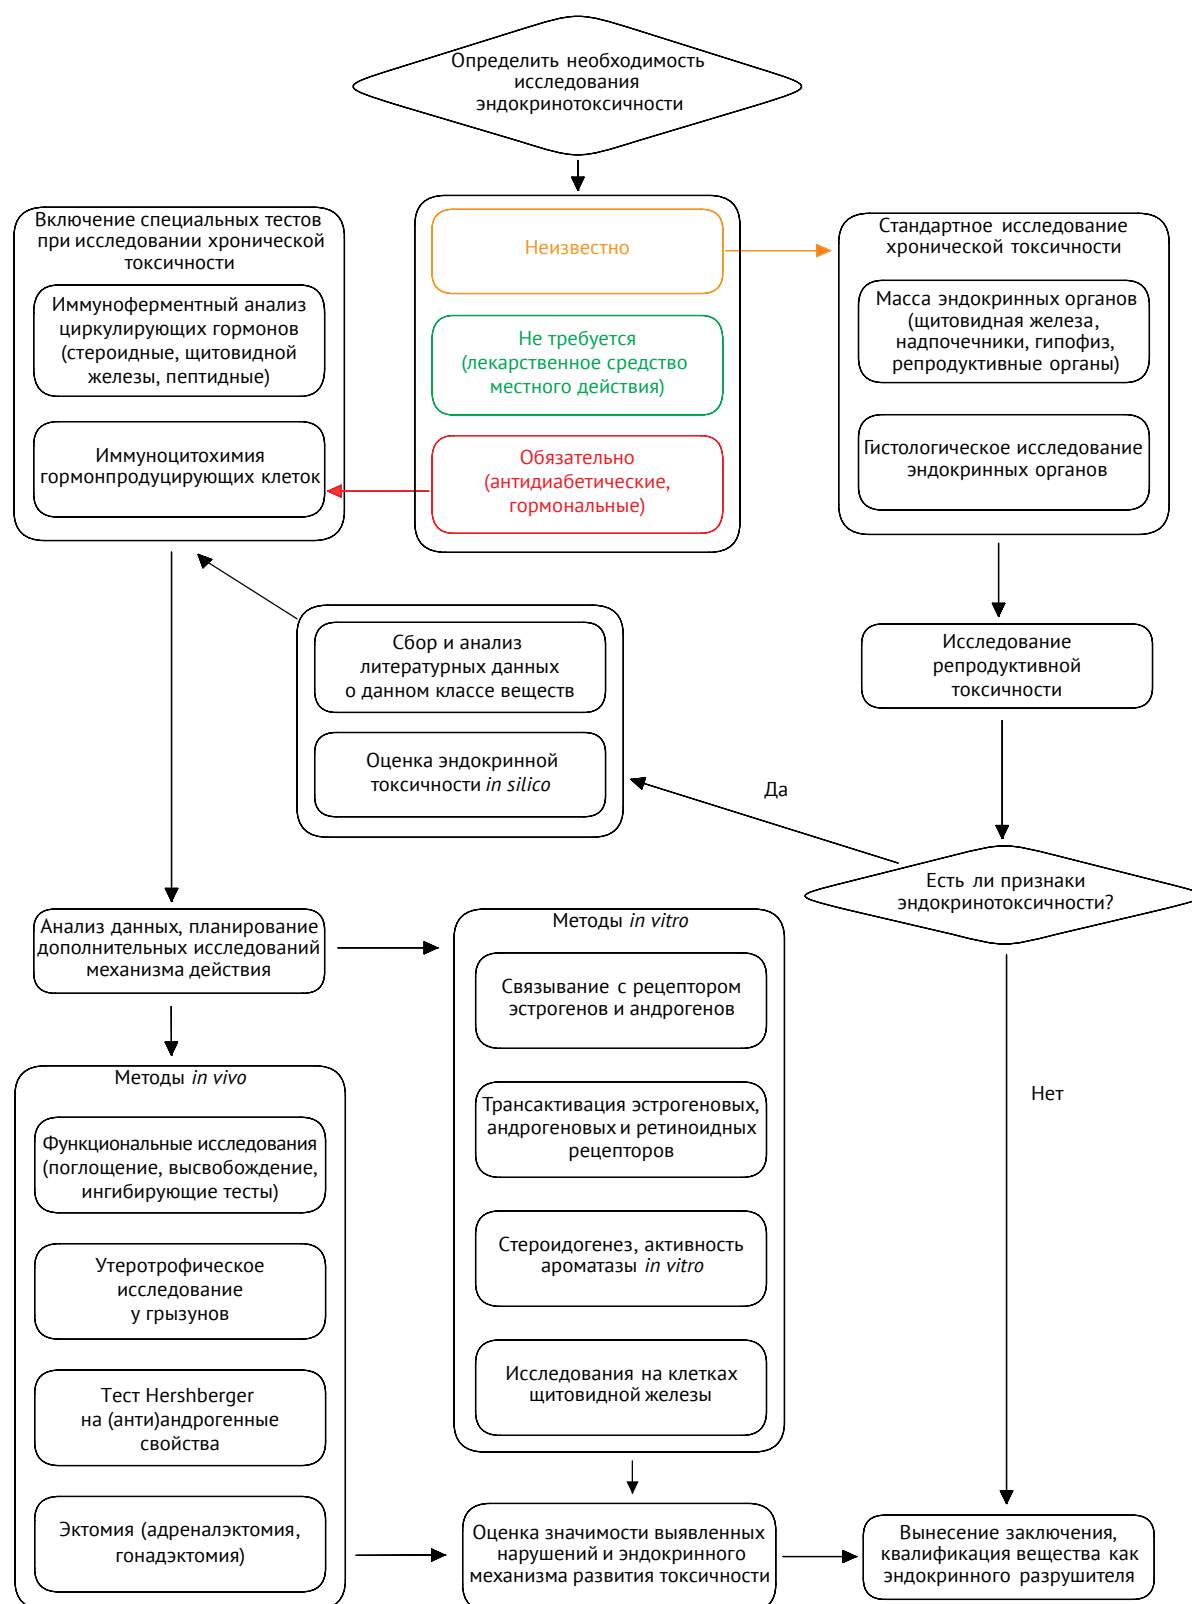 Определить необходимость
исследования
эндокринотоксичности
Включение специальных тестов
при исследовании хронической
токсичности
Иммуноферментный анализ
циркулирующих гормонов
(стероидные, щитовидной
железы, пептидные)
Иммуноцитохимия
гормонпродуцирующих клеток
Неизвестно
Не требуется
(лекарственное средство
местного действия)
Обязательно
(антидиабетические,
гормональные)
Стандартное исследование
хронической токсичности
Масса эндокринных органов
(щитовидная железа,
надпочечники, гипофиз,
репродуктивные органы)
Гистологическое исследование
эндокринных органов
Сбор и анализ
литературных данных
о данном классе веществ
Оценка эндокринной
токсичности in silico
Исследование
репродуктивной
токсичности
Да
Есть ли признаки
эндокринотоксичности?
Нет
Анализ данных, планирование
дополнительных исследований
механизма действия
Методы in vitro
Связывание с рецептором
эстрогенов и андрогенов
Трансактивация эстрогеновых,
андрогеновых и ретиноидных
рецепторов
Стероидогенез, активность
ароматазы in vitro
Исследования на клетках
щитовидной железы
Методы in vivo
Функциональные исследования
(поглощение, высвобождение,
ингибирующие тесты)
Утеротрофическое
исследование
у грызунов
Тест Hershberger
на (анти)андрогенные
свойства
Эктомия (адреналэктомия,
гонадэктомия)
Оценка значимости выявленных
нарушений и эндокринного
механизма развития токсичности
Вынесение заключения,
квалификация вещества как
эндокринного разрушителя